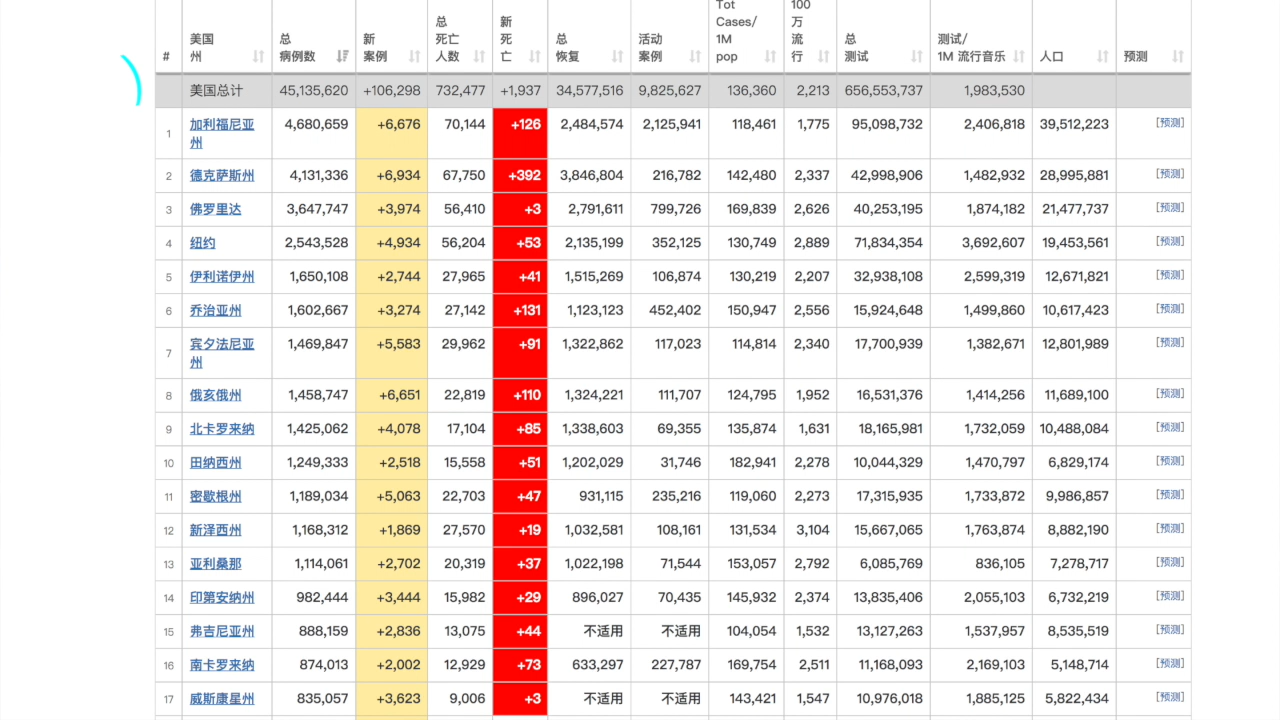 # 美国州 总病例数 新案例 总死亡人数 新死亡 总恢复 活动案例 Tot Cases/ 1M pop 100万流行 总测试 测试/ 1M 流行音乐 人口 预测
美国总计 45,135,620 +106,298 732,477 +1,937 34,577,516 9,825,627 136,360 2,213 656,553,737 1,983,530
1 加利福尼亚州 4,680,659 +6,676 70,144 +126 2,484,574 2,125,941 118,461 1,775 95,098,732 2,406,818 39,512,223 [预测]
2 德克萨斯州 4,131,336 +6,934 67,750 +392 3,846,804 216,782 142,480 2,337 42,998,906 1,482,932 28,995,881 [预测]
3 佛罗里达 3,647,747 +3,974 56,410 +3 2,791,611 799,726 169,839 2,626 40,253,195 1,874,182 21,477,737 [预测]
4 纽约 2,543,528 +4,934 56,204 +53 2,135,199 352,125 130,749 2,889 71,834,354 3,692,607 19,453,561 [预测]
5 伊利诺伊州 1,650,108 +2,744 27,965 +41 1,515,269 106,874 130,219 2,207 32,938,108 2,599,319 12,671,821 [预测]
6 乔治亚州 1,602,667 +3,274 27,142 +131 1,123,123 452,402 150,947 2,556 15,924,648 1,499,860 10,617,423 [预测]
7 宾夕法尼亚州 1,469,847 +5,583 29,962 +91 1,322,862 117,023 114,814 2,340 17,700,939 1,382,671 12,801,989 [预测]
8 俄亥俄州 1,458,747 +6,651 22,819 +110 1,324,221 111,707 124,795 1,952 16,531,376 1,414,256 11,689,100 [预测]
9 北卡罗来纳 1,425,062 +4,078 17,104 +85 1,338,603 69,355 135,874 1,631 18,165,981 1,732,059 10,488,084 [预测]
10 田纳西州 1,249,333 +2,518 15,558 +51 1,202,029 31,746 182,941 2,278 10,044,329 1,470,797 6,829,174 [预测]
11 密歇根州 1,189,034 +5,063 22,703 +47 931,115 235,216 119,060 2,273 17,315,935 1,733,872 9,986,857 [预测]
12 新泽西州 1,168,312 +1,869 27,570 +19 1,032,581 108,161 131,534 3,104 15,667,065 1,763,874 8,882,190 [预测]
13 亚利桑那 1,114,061 +2,702 20,319 +37 1,022,198 71,544 153,057 2,792 6,085,769 836,105 7,278,717 [预测]
14 印第安纳州 982,444 +3,444 15,982 +29 896,027 70,435 145,932 2,374 13,835,406 2,055,103 6,732,219 [预测]
15 弗吉尼亚州 888,159 +2,836 13,075 +44 不适用 不适用 104,054 1,532 13,127,263 1,537,957 8,535,519 [预测]
16 南卡罗来纳 874,013 +2,002 12,929 +73 633,297 227,787 169,754 2,511 11,168,093 2,169,103 5,148,714 [预测]
17 威斯康星州 835,057 +3,623 9,006 +3 不适用 不适用 143,421 1,547 10,976,018 1,885,125 5,822,434 [预测]